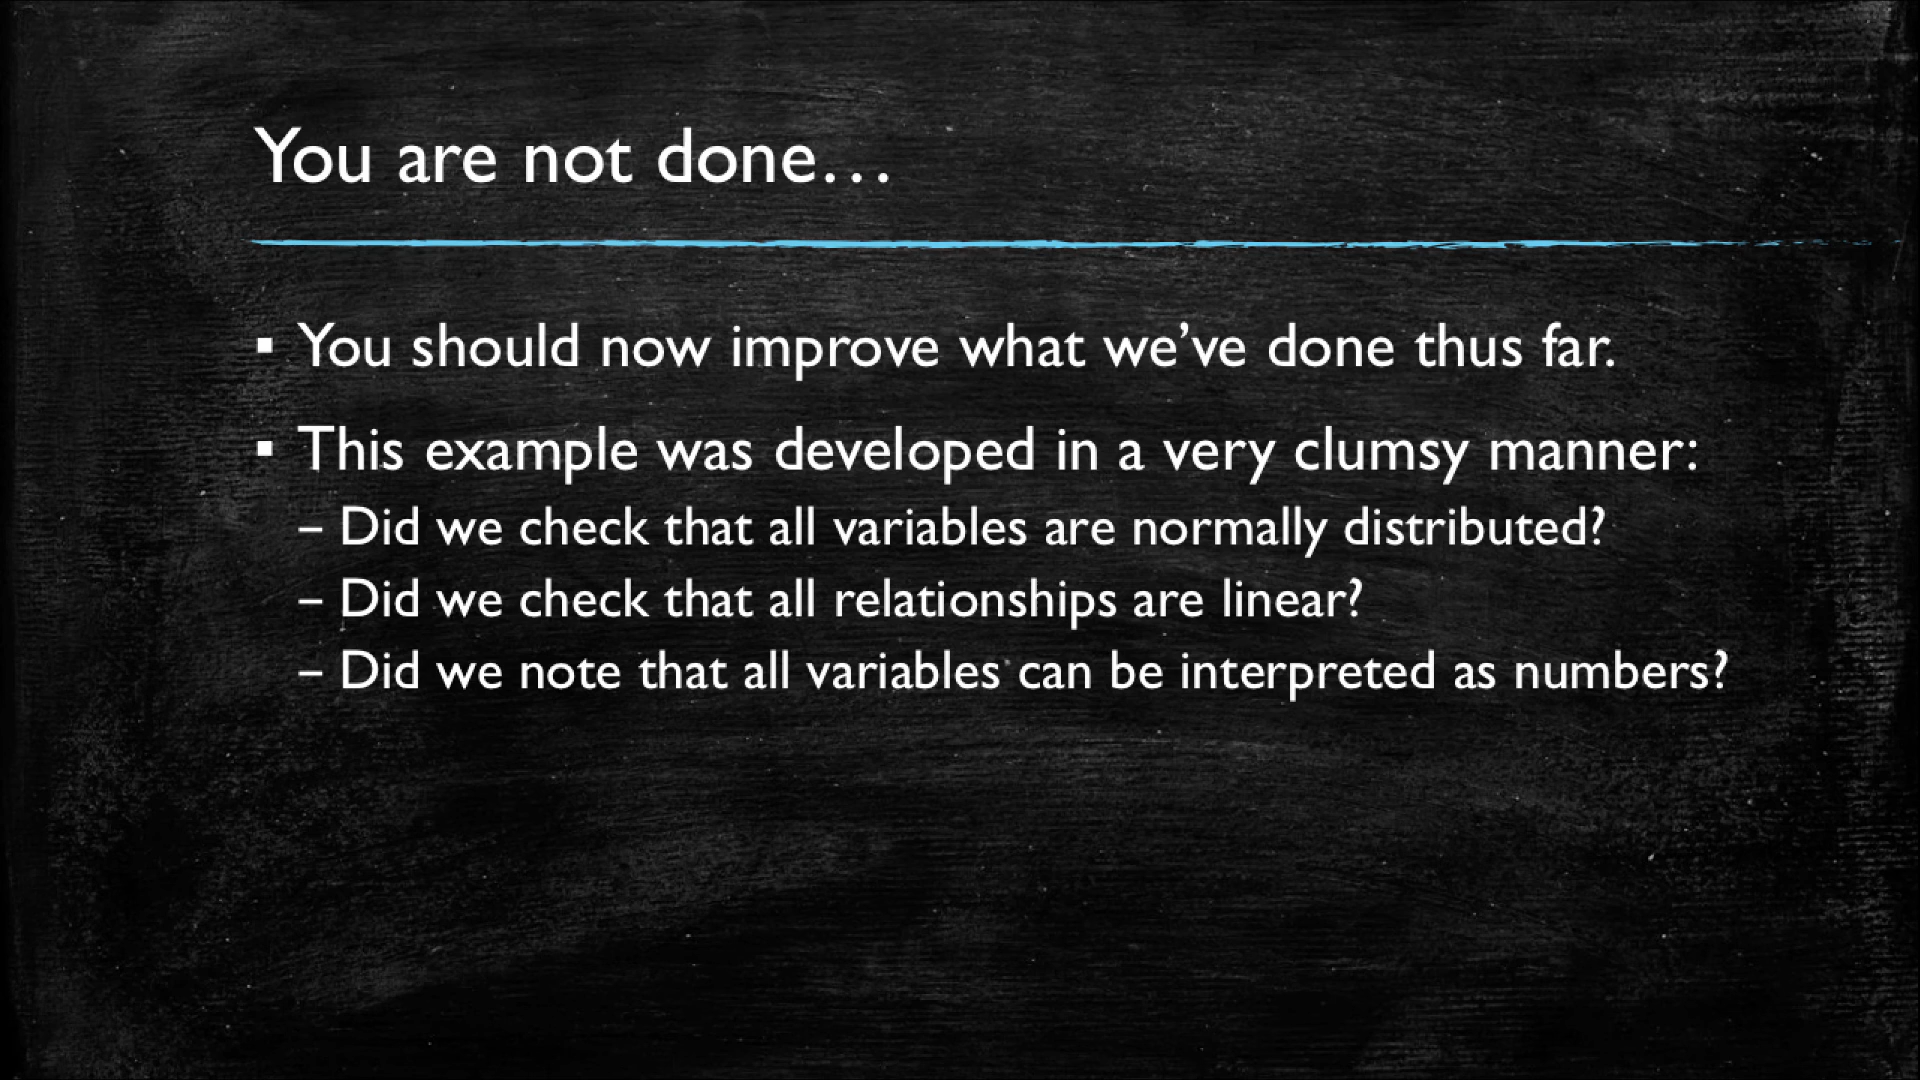 You are not done…
▪ You should now improve what we’ve done thus far.
▪ This example was developed in a very clumsy manner:
– Did we check that all variables are normally distributed?
– Did we check that all relationships are linear?
– Did we note that all variables can be interpreted as numbers?